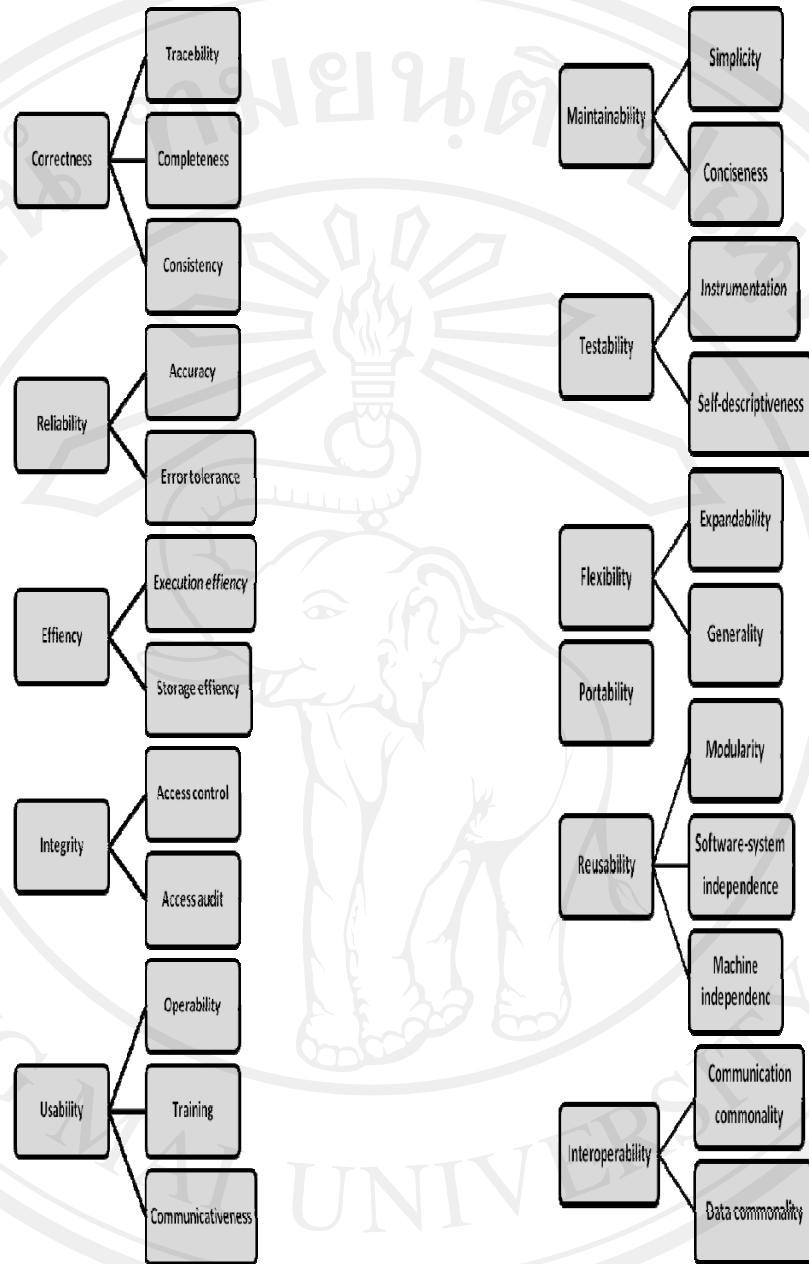 Correctness
Tracebility
Completeness
Consistency
Reliability
Accuracy
Error tolerance
Effiency
Execution effiency
Storage effiency
Integrity
Access control
Access audit
Usability
Operability
Training
Communicativeness
Maintainability
Simplicity
Conciseness
Testability
Instrumentation
Self-descriptiveness
Flexibility
Expandability
Generality
Portability
Reusability
Modularity
Software-system
independence
Machine
independenc
Interoperability
Communication
commonality
Data commonality
MAI UNIVERSITY